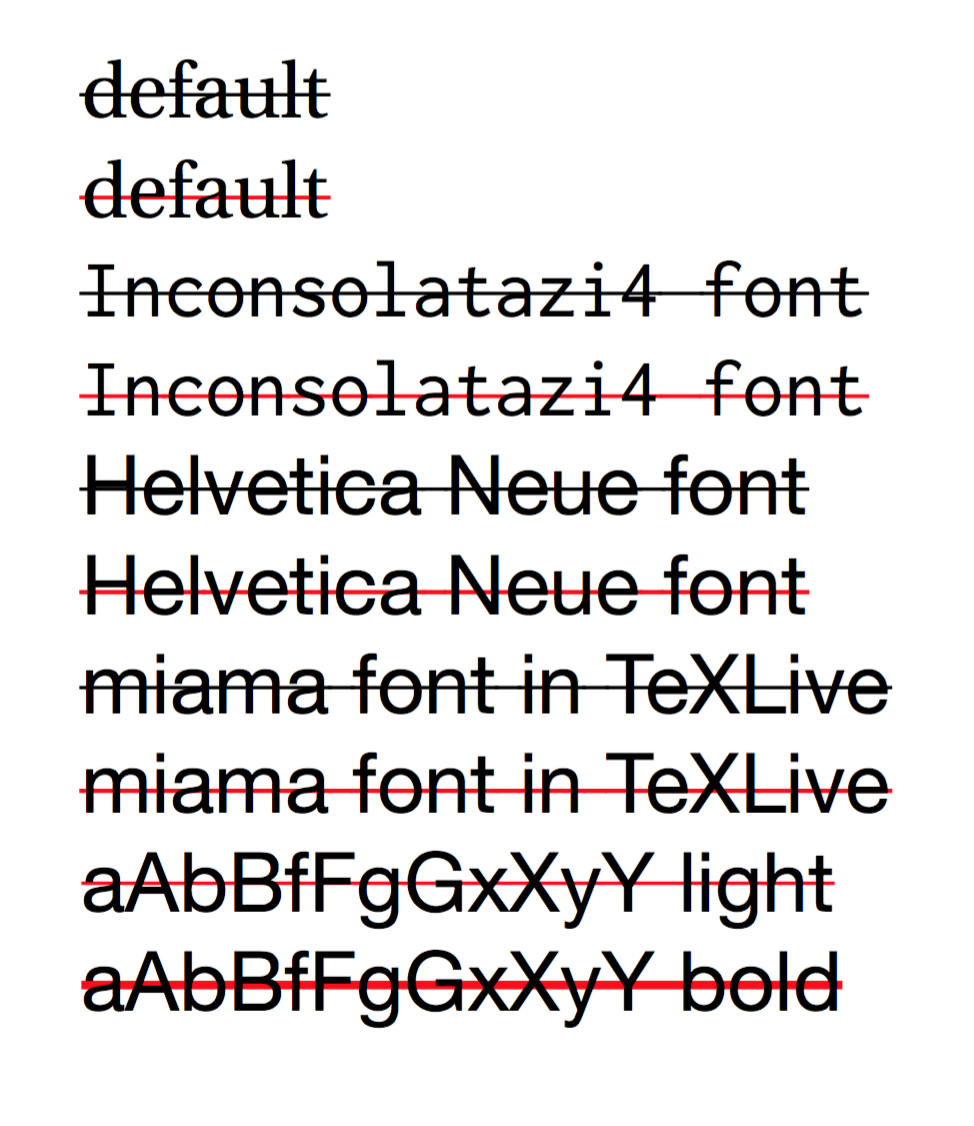 default
default
Inconsolatazi4 font
Inconsolatazi4 font
Helvetica Neue font
Helvetica Neue font
miama font in TeXLive
miama font in TeXLive
aAbBfFgGxXyY light
aAbBfFgGxXyY bold